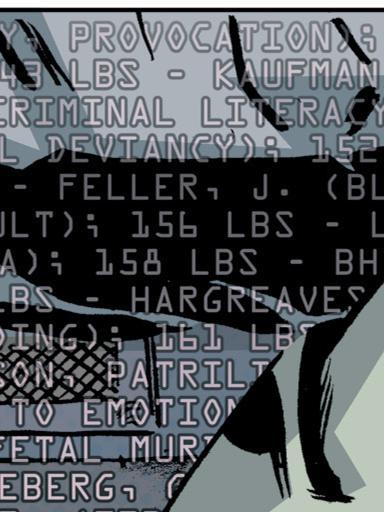 Y, PROVOCATION);
43 LBS - KAUFMAN
CRIMINAL LITERACY
L DEVIANCY); 152
- FELLER, J. (BL
ULT); 156 LBS - L
A); 158 LBS - BH
LBS - HARGREAVES
DING); 161 LBS
SON, PATRILI
TO EMOTION
FETAL MUR
EBERG,